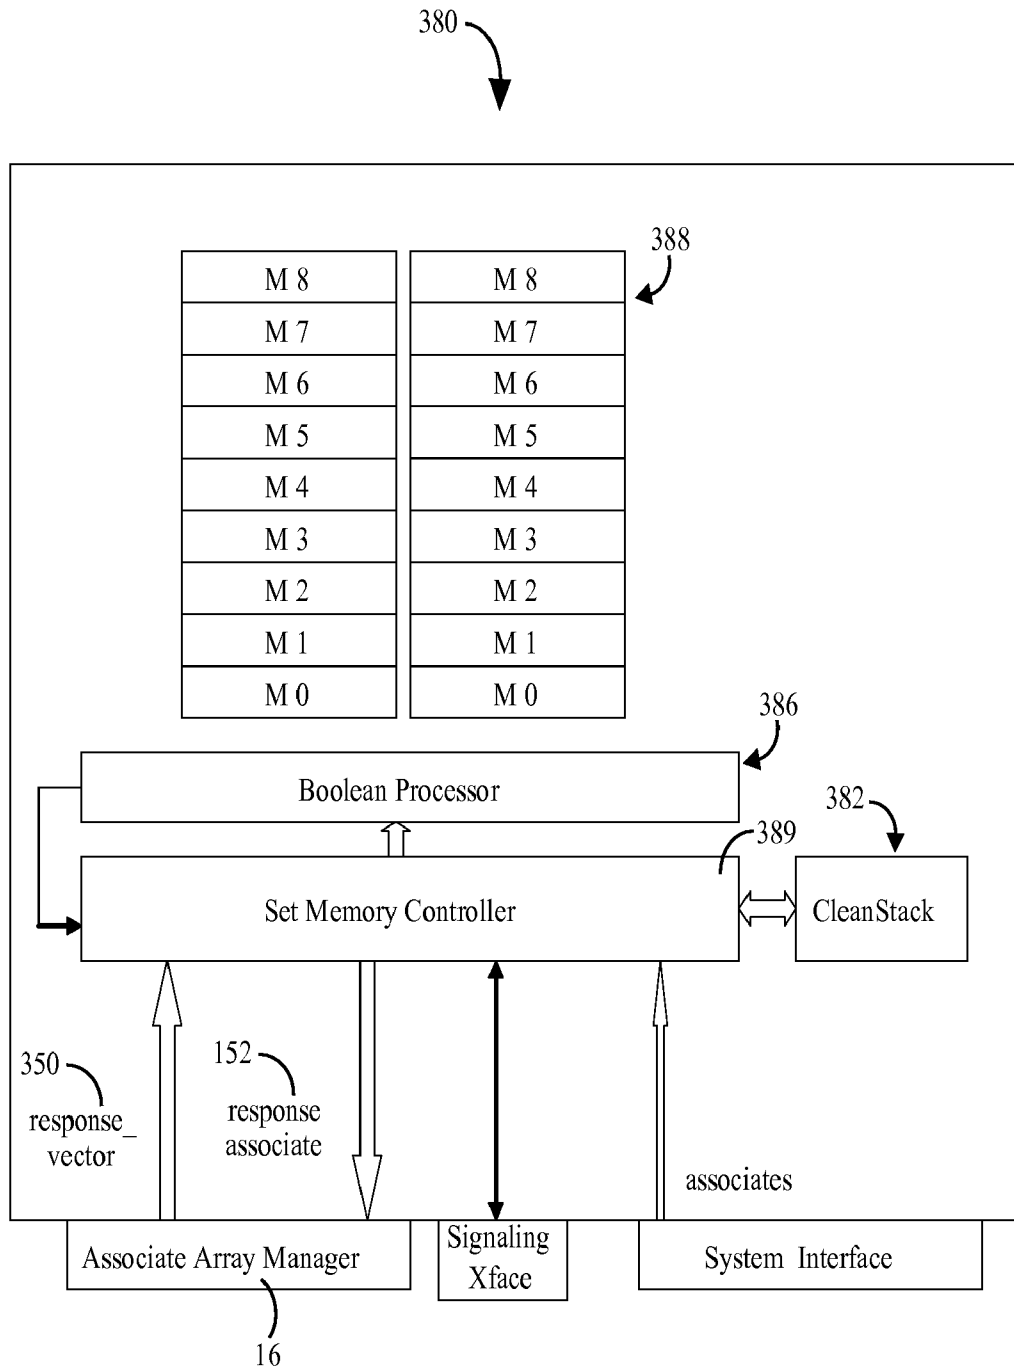 380
388
M 8 M 8
M 7 M 7
M 6 M 6
M 5 M 5
M 4 M 4
M 3 M 3
M 2 M 2
M 1 M 1
M 0 M 0
386
Boolean Processor
382
389
Set Memory Controller
CleanStack
350
response_
vector
152
response
associate
associates
Associate Array Manager
Signaling
Xface
System Interface
16